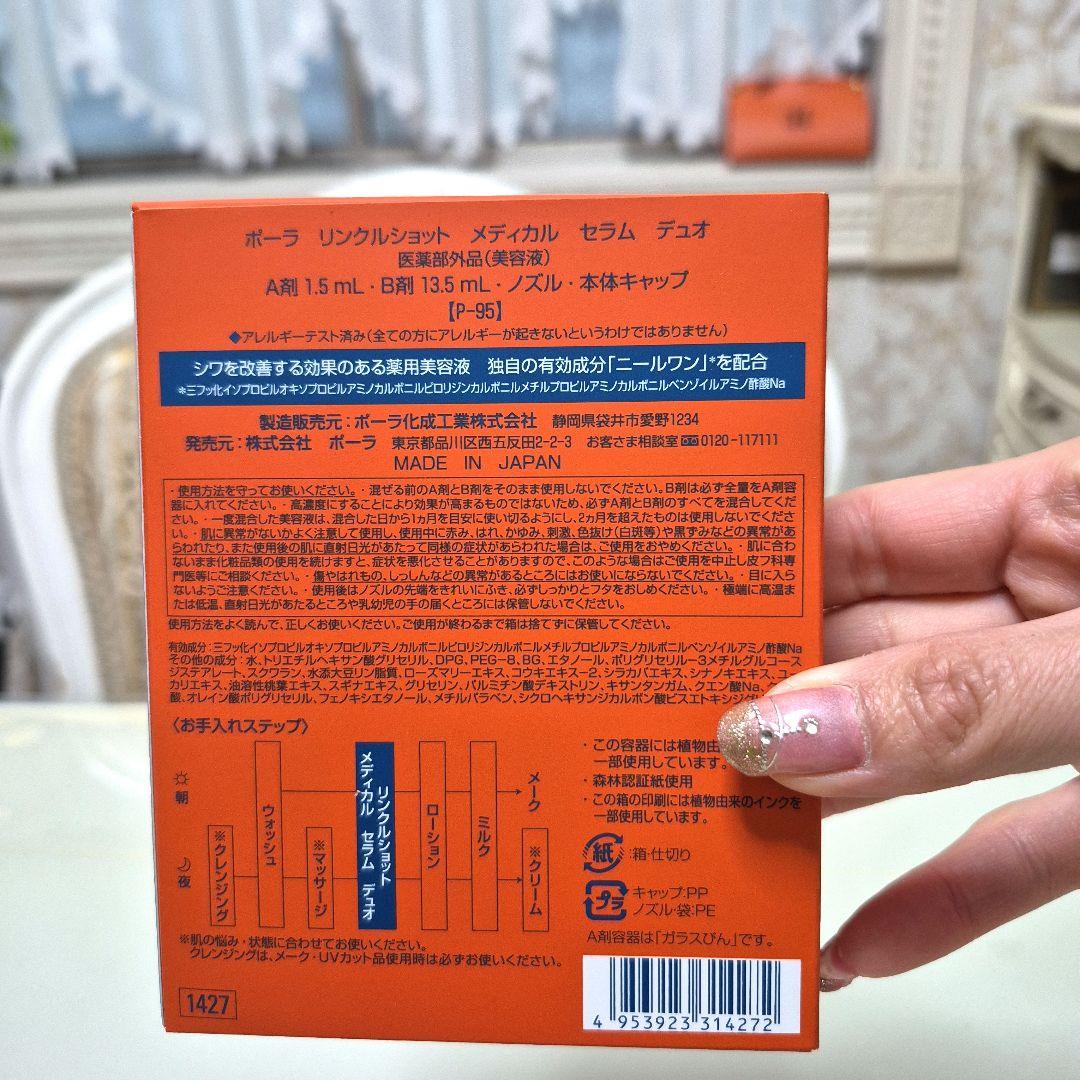 ポーラ リンクルショット メディカル セラム デュオ
医薬部外品(美容液)
A剤 1.5 mL・B剤 13.5 mL・ノズル・本体キャップ
【P-95】
◆アレルギーテスト済み(全ての方にアレルギーが起きないというわけではありません)
シワを改善する効果のある薬用美容液 独自の有効成分「ニールワン」*を配合
*三フッ化イソプロピルオキソプロピルアミノカルボニルピロリジンカルボニルメチルプロピルアミノカルボニルベンゾイルアミノ酢酸Na
製造販売元:ポーラ化成工業株式会社 静岡県袋井市愛野1234
発売元:株式会社 ポーラ 東京都品川区西五反田2-2-3 お客さま相談室 0120-117111
MADE IN JAPAN
・使用方法を守ってお使いください。・混ぜる前のA剤とB剤をそのまま使用しないでください。B剤は必ず全量をA剤容
器に入れてください。・高濃度にすることにより効果が高まるものではないため、必ずA剤とB剤のすべてを混合してくだ
さい。・一度混合した美容液は、混合した日から1ヵ月を目安に使い切るようにし、2ヵ月を超えたものは使用しないでくだ
さい。・肌に異常がないかよく注意して使用し、使用中に赤み、はれ、かゆみ、刺激、色抜け(白斑等)や黒ずみなどの異常があ
らわれたり、また使用後の肌に直射日光があたって同様の症状があらわれた場合は、ご使用をおやめください。・肌に合わ
ないまま化粧品類の使用を続けますと、症状を悪化させることがありますので、このような場合はご使用を中止し皮フ科専
門医等にご相談ください。・傷やはれもの、しっしんなどの異常があるところにはお使いにならないでください。・目に入ら
ないようご注意ください。・使用後はノズルの先端をきれいにふき、必ずしっかりとフタをおしめください。・極端に高温ま
たは低温、直射日光があたるところや乳幼児の手の届くところには保管しないでください。
使用方法をよく読んで、正しくお使いください。ご使用が終わるまで箱は捨てずに保管してください。
有効成分:三フッ化イソプロピルオキソプロピルアミノカルボニルピロリジンカルボニルメチルプロピルアミノカルボニルベンゾイルアミノ酢酸Na
その他の成分:水、トリエチルヘキサン酸グリセリル、DPG、PEG-8、BG、エタノール、ポリグリセリル-3メチルグルコース
ジステアレート、スクワラン、水添大豆リン脂質、ローズマリーエキス、コウキエキス-2、シラカバエキス、シナノキエキス、ユー
カリエキス、油溶性桃葉エキス、スギナエキス、グリセリン、パルミチン酸デキストリン、キサンタンガム、クエン酸Na、
酸、オレイン酸ポリグリセリル、フェノキシエタノール、メチルパラベン、シクロヘキサンジカルボン酸ビスエトキシジグリ
〈お手入れステップ〉
朝
夜
※クレンジング
ウォッシュ
※マッサージ
リンクルショット
メディカル セラム デュオ
ローション
ミルク
メーク
※クリーム
※肌の悩み・状態に合わせてお使いください。
クレンジングは、メーク・UVカット品使用時は必ずお使いください。
・この容器には植物由
一部使用しています。
・森林認証紙使用
・この箱の印刷には植物由来のインクを
一部使用しています。
紙 :箱・仕切り
プラ キャップ:PP
ノズル・袋:PE
A剤容器は「ガラスびん」です。
1427
4 953923 314272